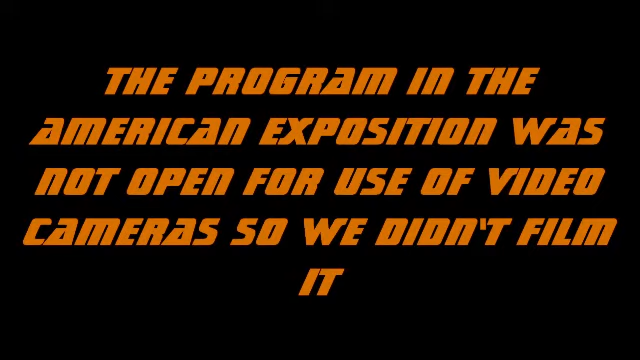 THE PROGRAM IN THE
AMERICAN EXPOSITION WAS
NOT OPEN FOR USE OF VIDEO
CAMERAS SO WE DIDN'T FILM
IT